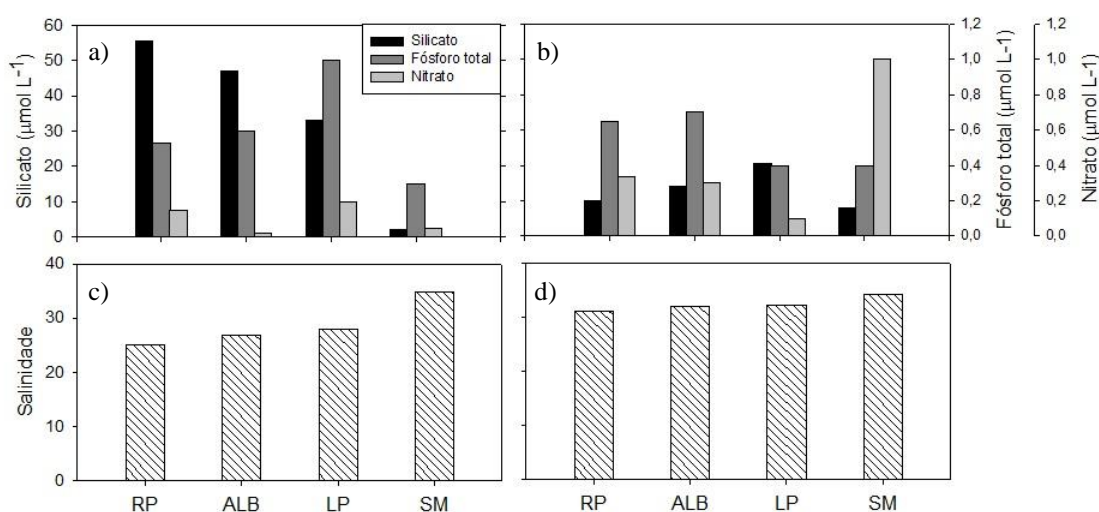 a)
Silicato
Fósforo total
Nitrato
Silicato (µmol L-1)
60
50
40
30
20
10
0
b)
1,2
1,0
0,8
0,6
0,4
0,2
0,0
Fósforo total (µmol L-1)
1,2
1,0
0,8
0,6
0,4
0,2
0,0
Nitrato (µmol L-1)
c)
Salinidade
40
30
20
10
0
RP ALB LP SM
d)
RP ALB LP SM